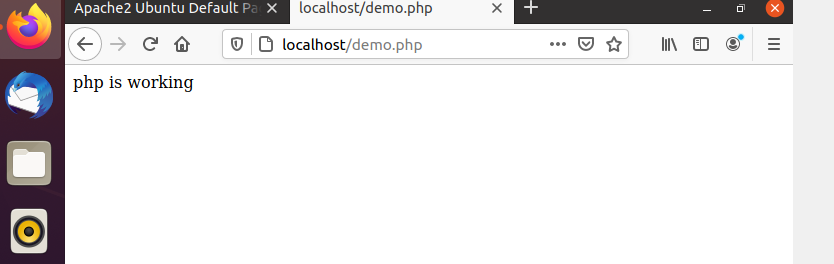 Apache2 Ubuntu Default Pa
localhost/demo.php
localhost/demo.php
php is working